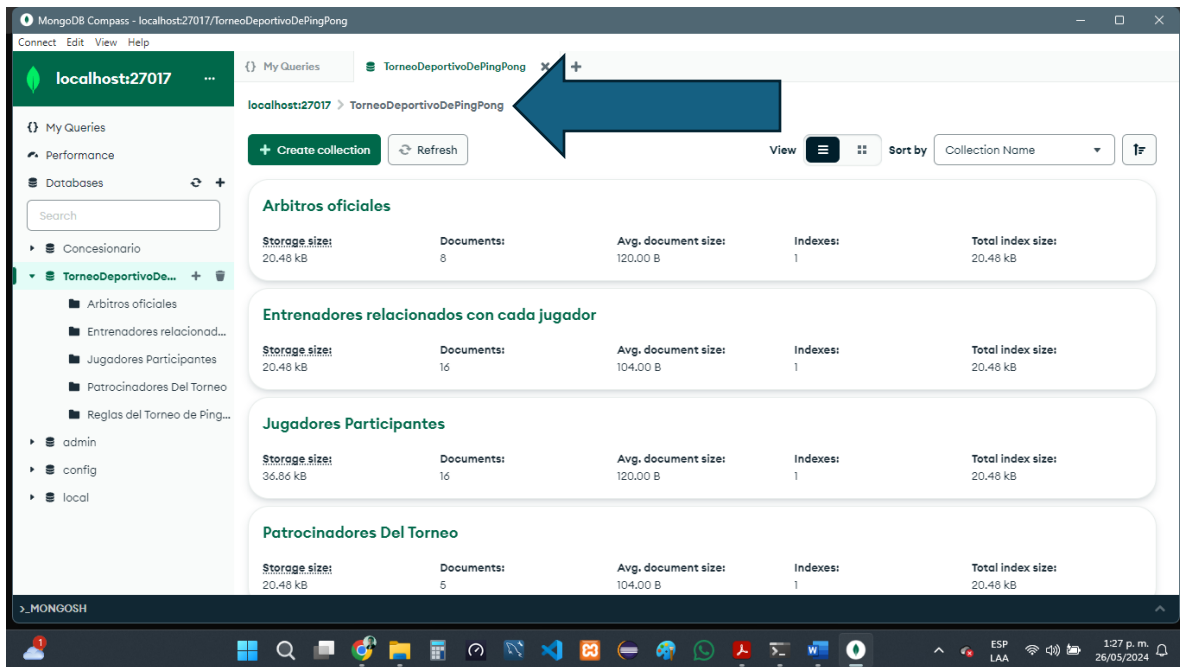 MongoDB Compass - localhost:27017/TorneoDeportivoDePingPong
Connect Edit View Help
localhost:27017 ...
{} My Queries
TorneoDeportivoDePingPong
localhost:27017 > TorneoDeportivoDePingPong
{} My Queries
Performance
Databases
Search
Concesionario
TorneoDeportivoDe...
Arbitros oficiales
Entrenadores relacionad...
Jugadores Participantes
Patrocinadores Del Torneo
Reglas del Torneo de Ping...
admin
config
local
+ Create collection
Refresh
View
Sort by
Collection Name
Arbitros oficiales
Storage size: Documents: Avg. document size: Indexes: Total index size:
20.48 kB 8 120.00 B 1 20.48 kB
Entrenadores relacionados con cada jugador
Storage size: Documents: Avg. document size: Indexes: Total index size:
20.48 kB 16 104.00 B 1 20.48 kB
Jugadores Participantes
Storage size: Documents: Avg. document size: Indexes: Total index size:
36.86 kB 16 120.00 B 1 20.48 kB
Patrocinadores Del Torneo
Storage size: Documents: Avg. document size: Indexes: Total index size:
20.48 kB 5 104.00 B 1 20.48 kB
>_MONGOSH
1
ESP
LAA
1:27 p. m.
26/05/2024